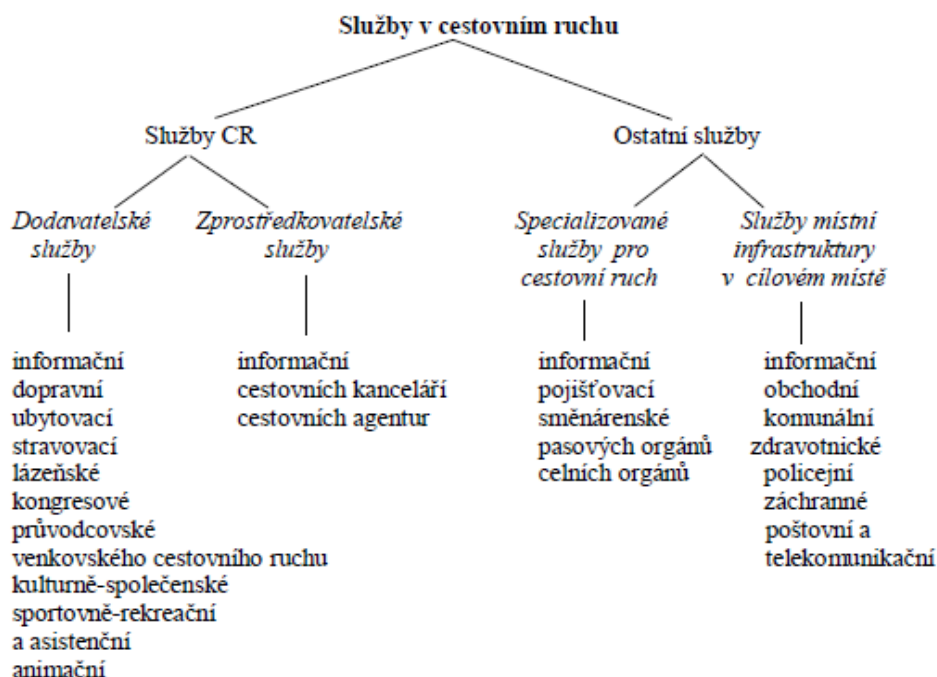 Služby v cestovním ruchu
Služby CR
Ostatní služby
Dodavatelské
služby
Zprostředkovatelské
služby
Specializované
služby pro
cestovní ruch
Služby místní
infrastruktury
v cílovém místě
informační
dopravní
ubytovací
stravovací
lázeňské
kongresové
průvodcovské
venkovského cestovního ruchu
kulturně-společenské
sportovně-rekreační
a asistenční
animační
informační
cestovních kanceláří
cestovních agentur
informační
pojišťovací
směnárenské
pasových orgánů
celních orgánů
informační
obchodní
komunální
zdravotnické
policejní
záchranné
poštovní a
telekomunikační